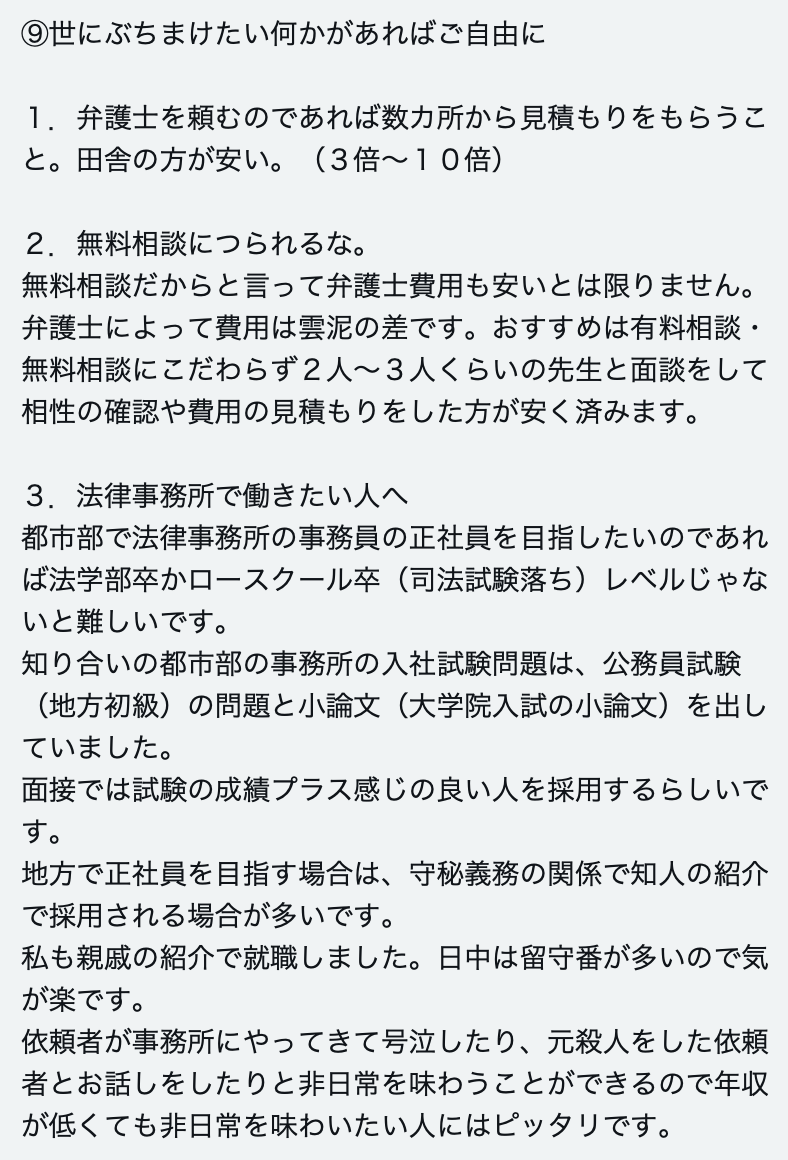 ⑨世にぶちまけたい何かがあればご自由に
１．弁護士を頼むのであれば数カ所から見積もりをもらうこ
と。田舎の方が安い。（３倍〜１０倍）
２．無料相談につられるな。
無料相談だからと言って弁護士費用も安いとは限りません。
弁護士によって費用は雲泥の差です。おすすめは有料相談・
無料相談にこだわらず２人〜３人くらいの先生と面談をして
相性の確認や費用の見積もりをした方が安く済みます。
３．法律事務所で働きたい人へ
都市部で法律事務所の事務員の正社員を目指したいのであれ
ば法学部卒かロースクール卒（司法試験落ち）レベルじゃな
いと難しいです。
知り合いの都市部の事務所の入社試験問題は、公務員試験
（地方初級）の問題と小論文（大学院入試の小論文）を出し
ていました。
面接では試験の成績プラス感じの良い人を採用するらしいで
す。
地方で正社員を目指す場合は、守秘義務の関係で知人の紹介
で採用される場合が多いです。
私も親戚の紹介で就職しました。日中は留守番が多いので気
が楽です。
依頼者が事務所にやってきて号泣したり、元殺人をした依頼
者とお話しをしたりと非日常を味わうことができるので年収
が低くても非日常を味わいたい人にはピッタリです。